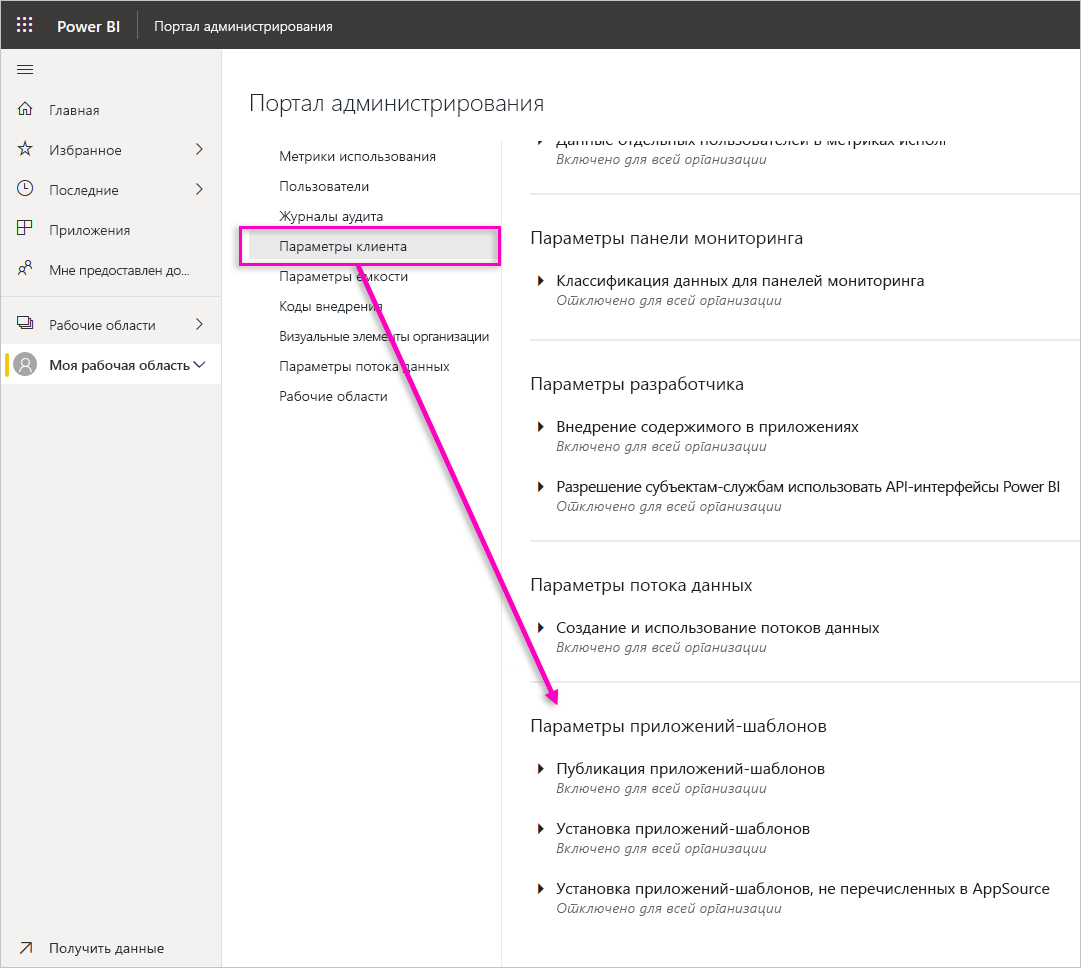 Power BI
Портал администрирования
Главная
Избранное
Последние
Приложения
Мне предоставлен до...
Рабочие области
Моя рабочая область
Получить данные
Портал администрирования
Метрики использования
Пользователи
Журналы аудита
Параметры клиента
Параметры емкости
Коды внедрения
Визуальные элементы организации
Параметры потока данных
Рабочие области
Данные отдельных пользователей в метриках исполь
Включено для всей организации
Параметры панели мониторинга
Классификация данных для панелей мониторинга
Отключено для всей организации
Параметры разработчика
Внедрение содержимого в приложениях
Включено для всей организации
Разрешение субъектам-службам использовать API-интерфейсы Power BI
Отключено для всей организации
Параметры потока данных
Создание и использование потоков данных
Включено для всей организации
Параметры приложений-шаблонов
Публикация приложений-шаблонов
Включено для всей организации
Установка приложений-шаблонов
Включено для всей организации
Установка приложений-шаблонов, не перечисленных в AppSource
Отключено для всей организации